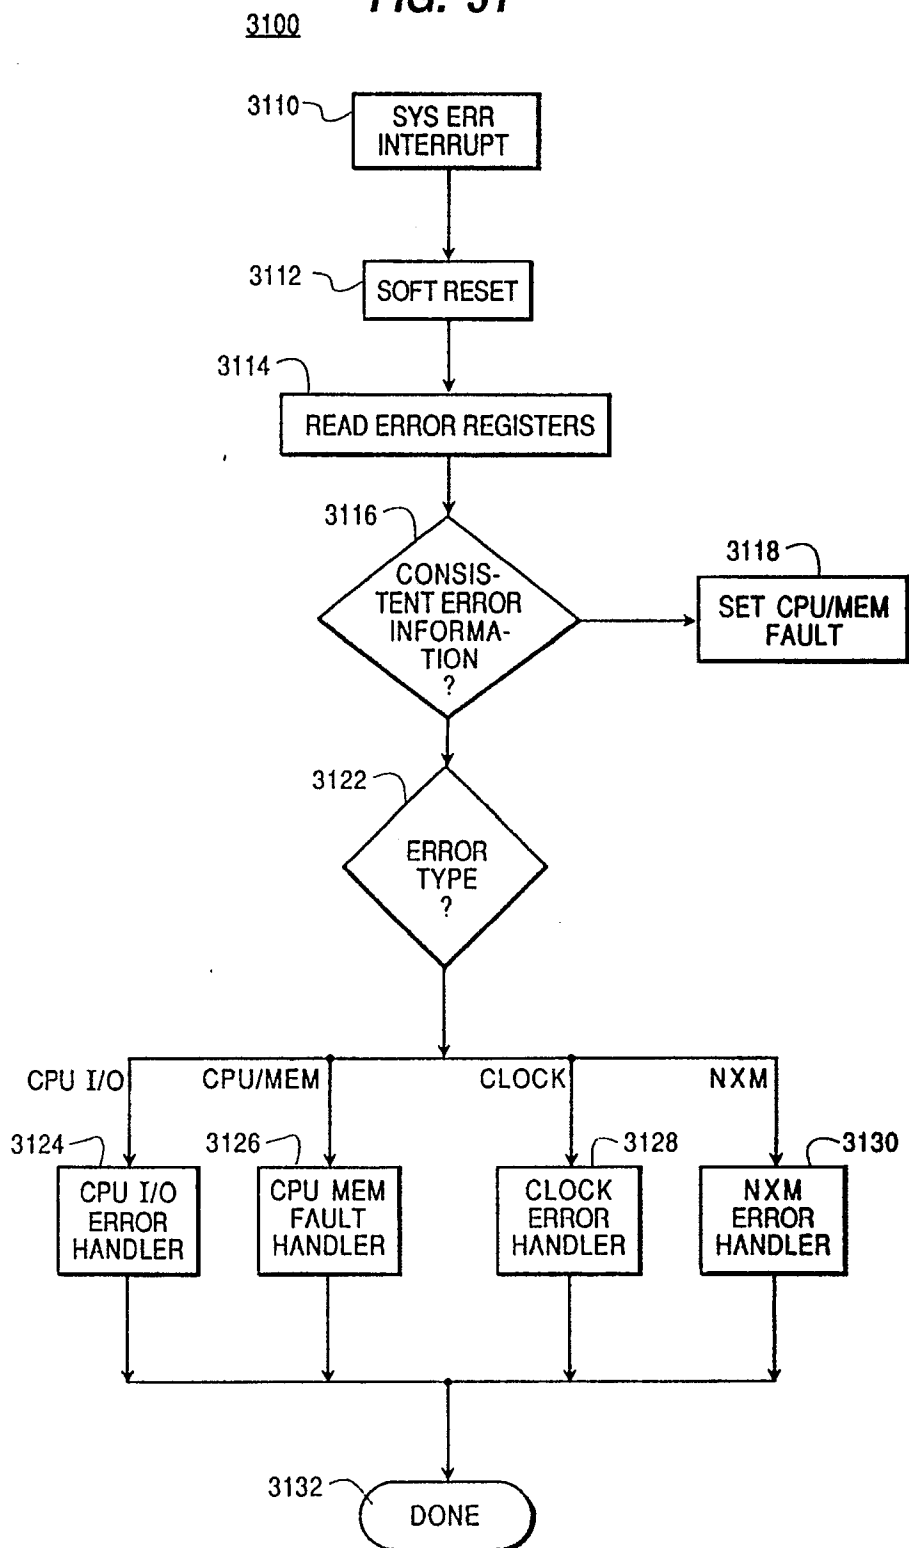 FIG. 31
3100
3110
SYS ERR
INTERRUPT
3112
SOFT RESET
3114
READ ERROR REGISTERS
3116
CONSIS-
TENT ERROR
INFORMA-
TION
?
3118
SET CPU/MEM
FAULT
3122
ERROR
TYPE
?
CPU I/O
CPU/MEM
CLOCK
NXM
3124
CPU I/O
ERROR
HANDLER
3126
CPU MEM
FAULT
HANDLER
3128
CLOCK
ERROR
HANDLER
3130
NXM
ERROR
HANDLER
3132
DONE